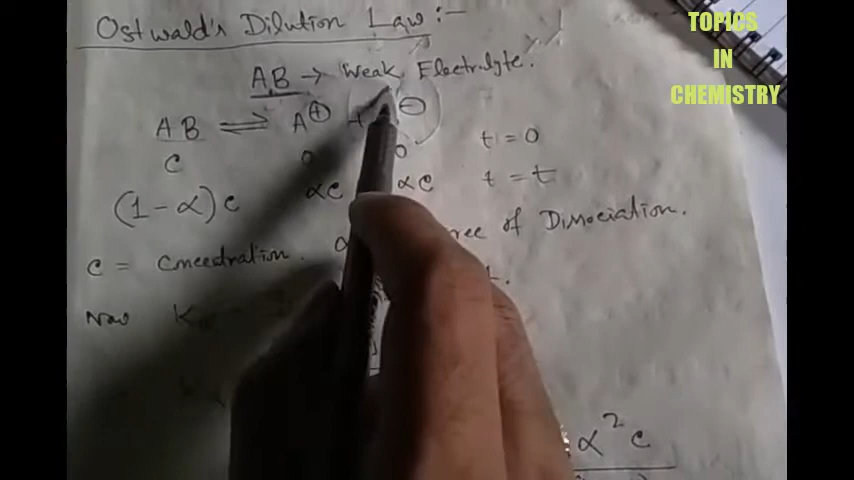 Ostwald's Dilution Law :-
TOPICS
IN
CHEMISTRY
AB → Weak Electrolyte.
AB ⇌ A⊕ + ⊖
c 0 0 t = 0
(1-α)c αc αc t = t
c = Concentration. α ree of Dissociation.
Now K
α²c